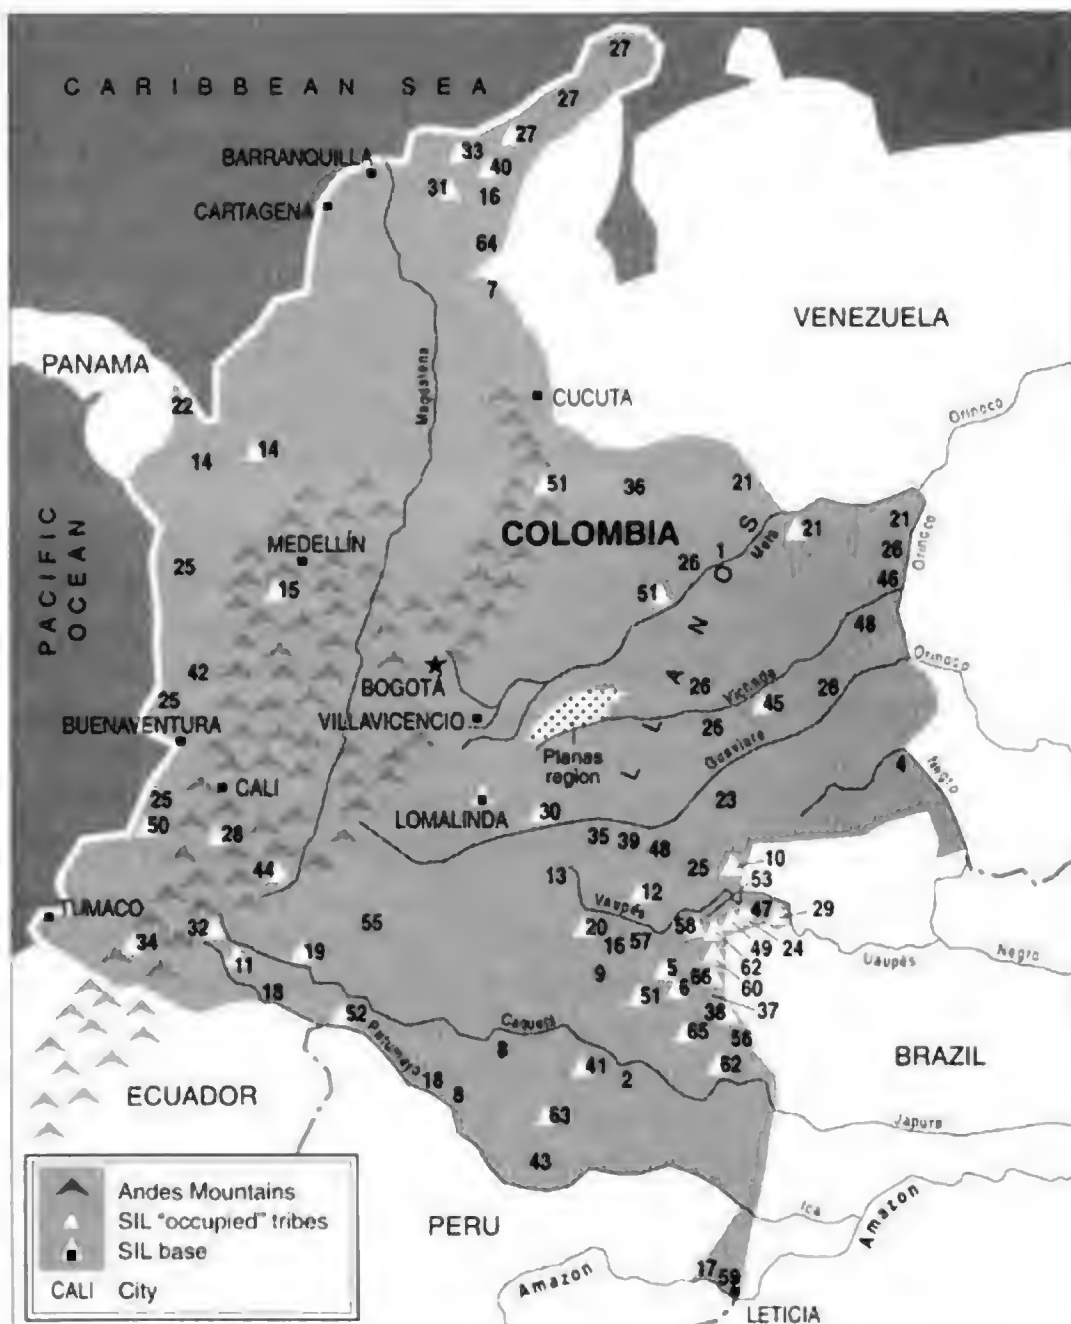 27
CARIBBEAN SEA
27
27
33
BARRANQUILLA
40
31
16
CARTAGENA
64
7
VENEZUELA
PANAMA
Magdalena
CUCUTA
22
Orinoco
14
14
51
36
21
PACIFIC OCEAN
COLOMBIA
S
Meta
21
21
Orinoco
MEDELLÍN
26
1
26
25
15
51
46
N
48
42
BOGOTÁ
A
26
Vichada
26
Orinoco
25
VILLAVICENCIO
45
BUENAVENTURA
26
L
Guaviare
Planas
region
L
Negro
4
CALI
25
LOMALINDA
30
23
50
28
35
39
48
44
13
25
10
53
12
TUMACO
55
Vaupés
58
47
29
32
20
34
16
57
49
24
Uaupés
Negro
19
11
9
5
66
62
18
51
6
60
37
52
Caquetá
38
65
56
8
BRAZIL
Putumayo
41
62
ECUADOR
18
8
2
63
Japura
43
Andes Mountains
SIL "occupied" tribes
PERU
Ica
Amazon
SIL base
17
59
Amazon
CALI City
LETICIA